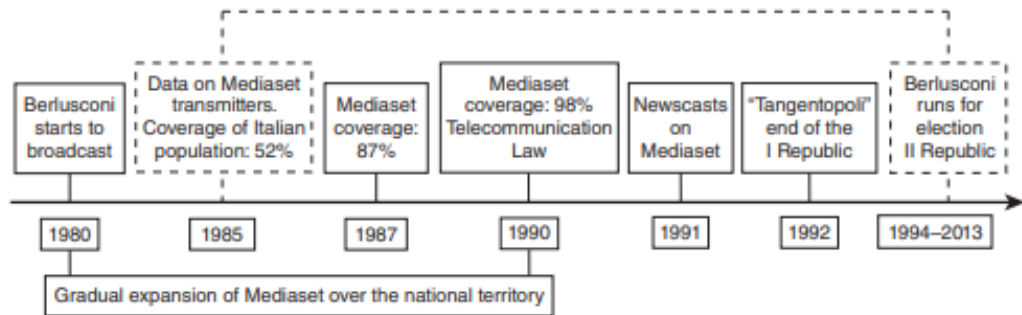 Berlusconi
starts to
broadcast
Data on Mediaset
transmitters.
Coverage of Italian
population: 52%
Mediaset
coverage:
87%
Mediaset
coverage: 98%
Telecommunication
Law
Newscasts
on
Mediaset
“Tangentopoli”
end of the
I Republic
Berlusconi
runs for
election
II Republic
1980
1985
1987
1990
1991
1992
1994–2013
Gradual expansion of Mediaset over the national territory